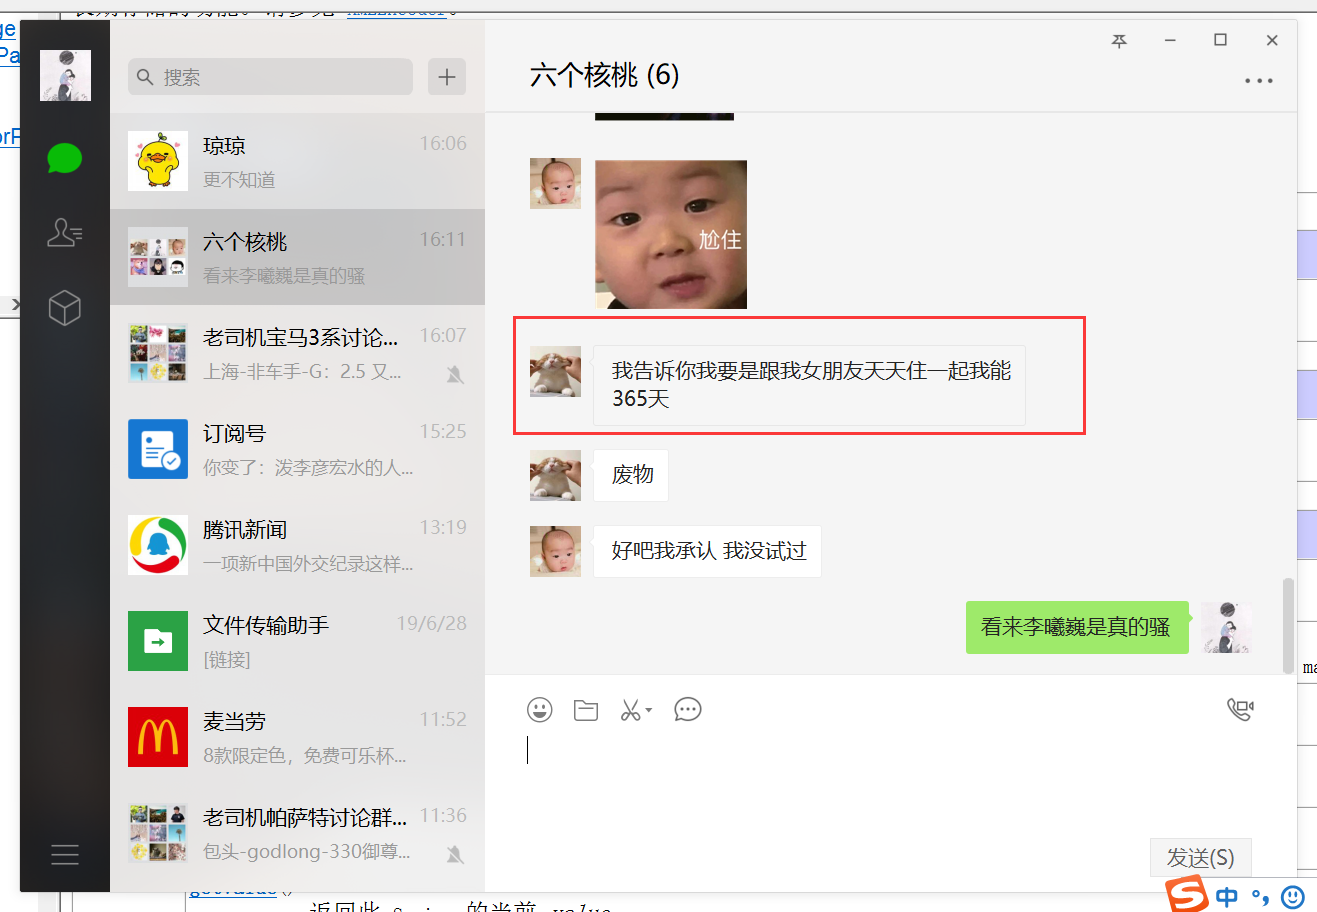 ge
Pa
orF
搜索
琼琼
16:06
更不知道
六个核桃
16:11
看来李曦巍是真的骚
老司机宝马3系讨论...
16:07
上海-非车手-G：2.5 又...
订阅号
15:25
你变了：泼李彦宏水的人...
腾讯新闻
13:19
一项新中国外交纪录这样...
文件传输助手
19/6/28
[链接]
麦当劳
11:52
8款限定色，免费可乐杯...
老司机帕萨特讨论群...
11:36
包头-godlong-330御尊...
六个核桃 (6)
尬住
我告诉你我要是跟我女朋友天天住一起我能
365天
废物
好吧我承认 我没试过
看来李曦巍是真的骚
发送(S)
ma
中